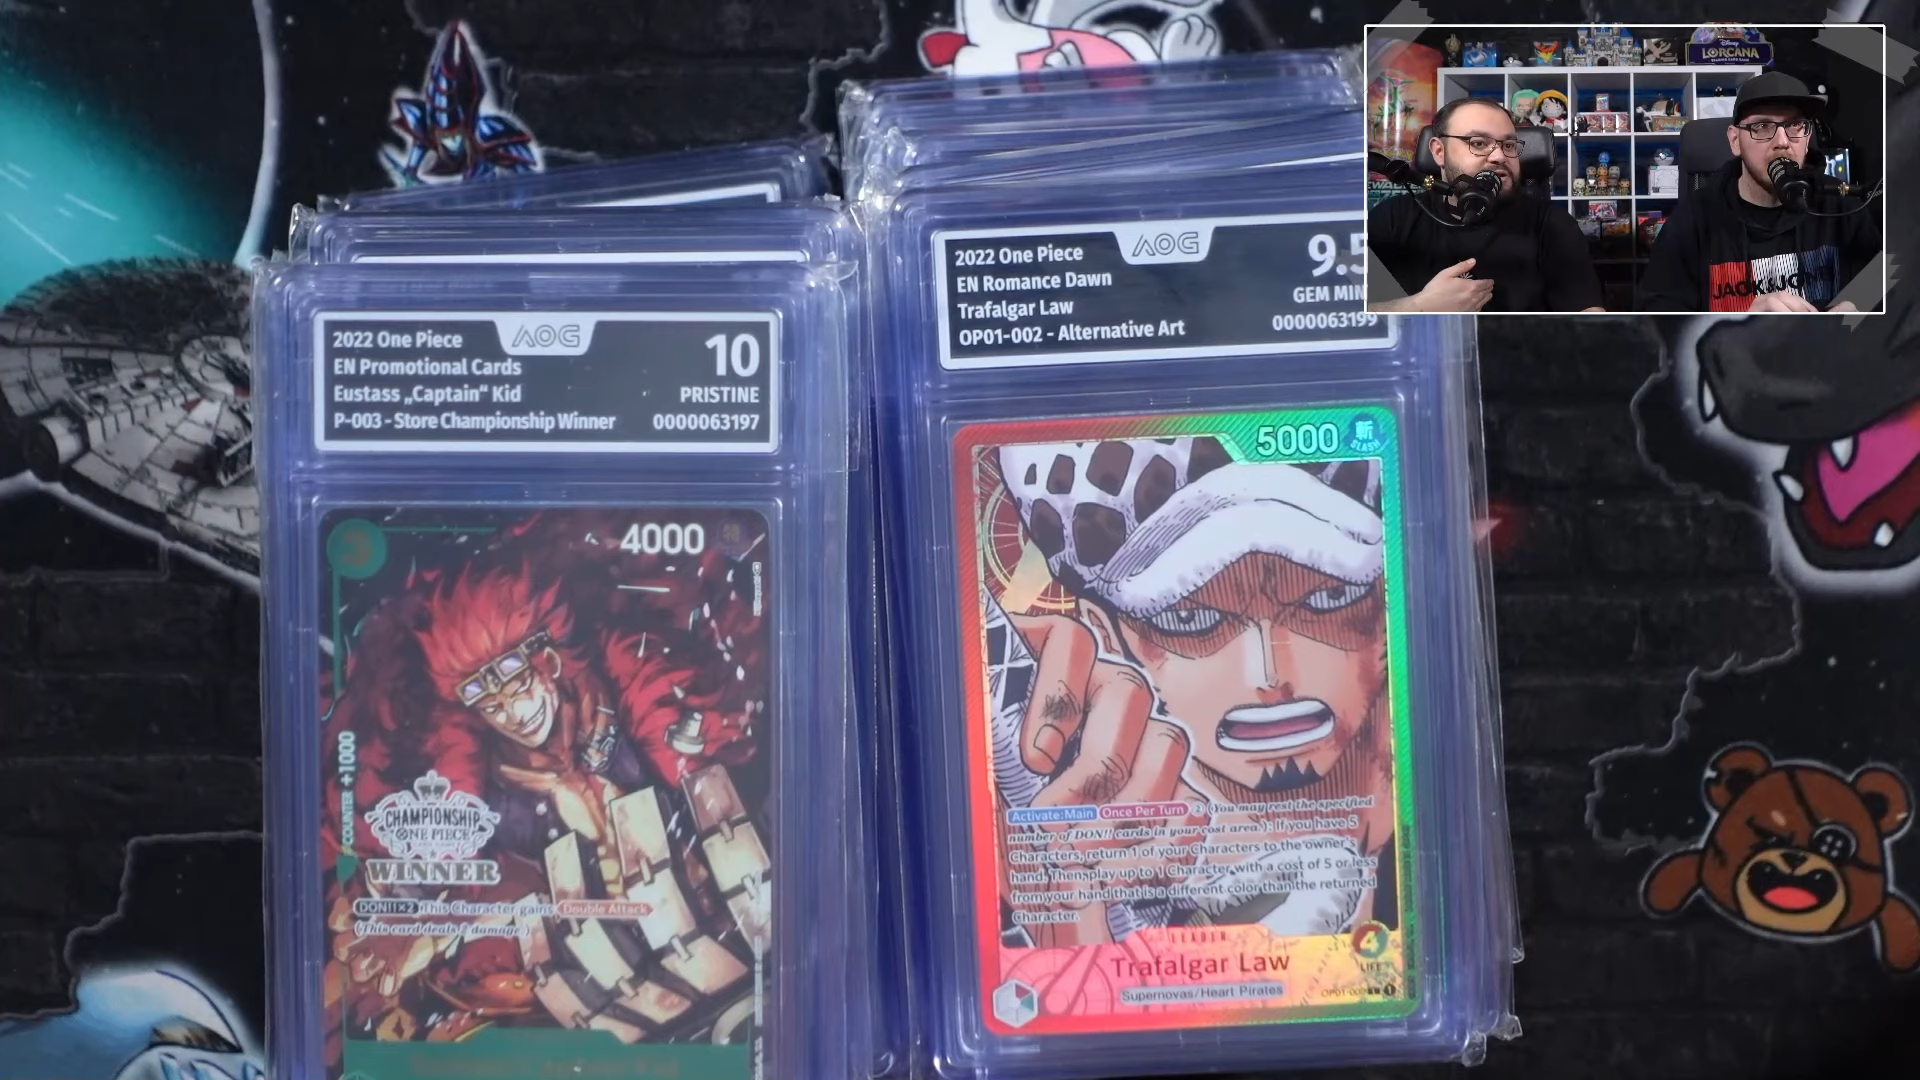 2022 One Piece
EN Promotional Cards
Eustass „Captain“ Kid
P-003 - Store Championship Winner
AOG
10
PRISTINE
0000063197
4000
COUNTER +1000
CHAMPIONSHIP
ONE PIECE
WINNER
DON!!×2 This Character gains Double Attack
(This card deals 2 damage.)
2022 One Piece
EN Romance Dawn
Trafalgar Law
OP01-002 - Alternative Art
AOG
9.5
GEM MIN
0000063199
5000
斬
SLASH
Activate:Main Once Per Turn ② (You may rest the specified
number of DON!! cards in your cost area.): If you have 5
Characters, return 1 of your Characters to the owner's
hand. Then, play up to 1 Character with a cost of 5 or less
from your hand that is a different color than the returned
Character.
LEADER
4
LIFE
Trafalgar Law
Supernovas/Heart Pirates
Disney
LORCANA
JACK&JO